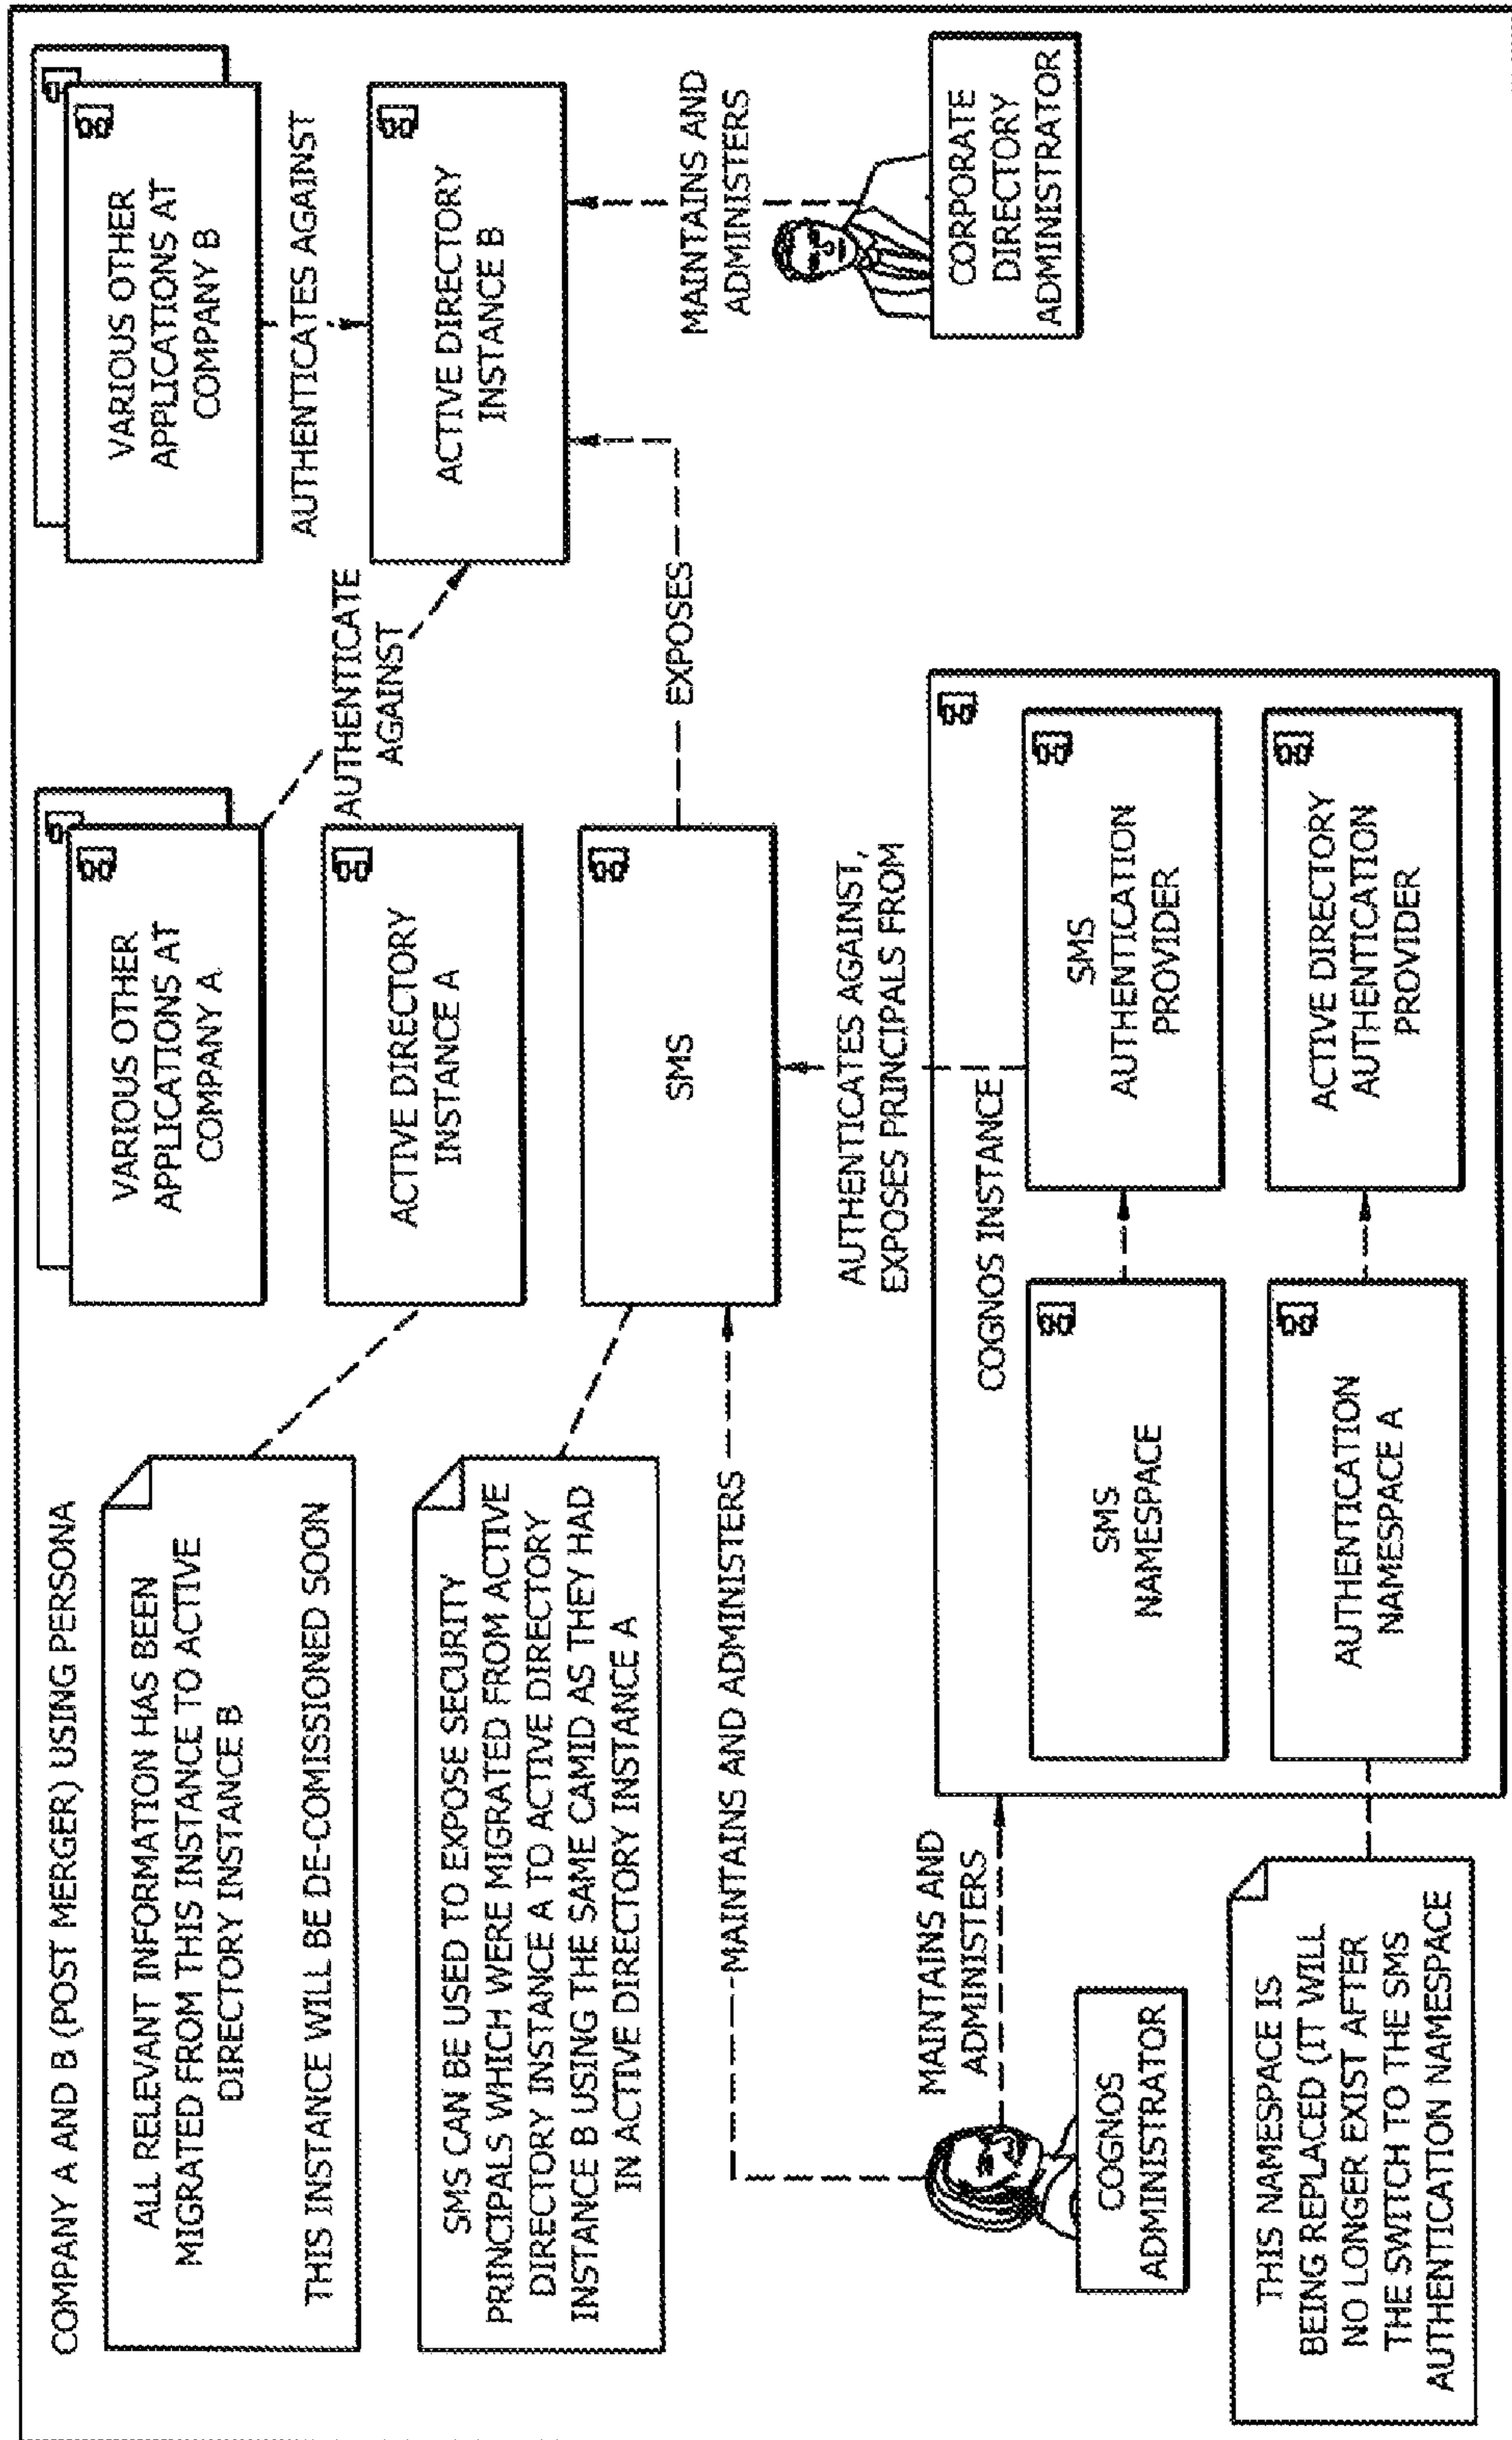 COMPANY A AND B (POST MERGER) USING PERSONA
ALL RELEVANT INFORMATION HAS BEEN
MIGRATED FROM THIS INSTANCE TO ACTIVE
DIRECTORY INSTANCE B
THIS INSTANCE WILL BE DE-COMISSIONED SOON
SMS CAN BE USED TO EXPOSE SECURITY
PRINCIPALS WHICH WERE MIGRATED FROM ACTIVE
DIRECTORY INSTANCE A TO ACTIVE DIRECTORY
INSTANCE B USING THE SAME CAMID AS THEY HAD
IN ACTIVE DIRECTORY INSTANCE A
VARIOUS OTHER
APPLICATIONS AT
COMPANY A
ACTIVE DIRECTORY
INSTANCE A
SMS
VARIOUS OTHER
APPLICATIONS AT
COMPANY B
AUTHENTICATES AGAINST
AUTHENTICATE
AGAINST
ACTIVE DIRECTORY
INSTANCE B
EXPOSES
MAINTAINS AND
ADMINISTERS
CORPORATE
DIRECTORY
ADMINISTRATOR
MAINTAINS AND ADMINISTERS
AUTHENTICATES AGAINST,
EXPOSES PRINCIPALS FROM
MAINTAINS AND
ADMINISTERS
COGNOS
ADMINISTRATOR
COGNOS INSTANCE
SMS
NAMESPACE
SMS
AUTHENTICATION
PROVIDER
AUTHENTICATION
NAMESPACE A
ACTIVE DIRECTORY
AUTHENTICATION
PROVIDER
THIS NAMESPACE IS
BEING REPLACED (IT WILL
NO LONGER EXIST AFTER
THE SWITCH TO THE SMS
AUTHENTICATION NAMESPACE